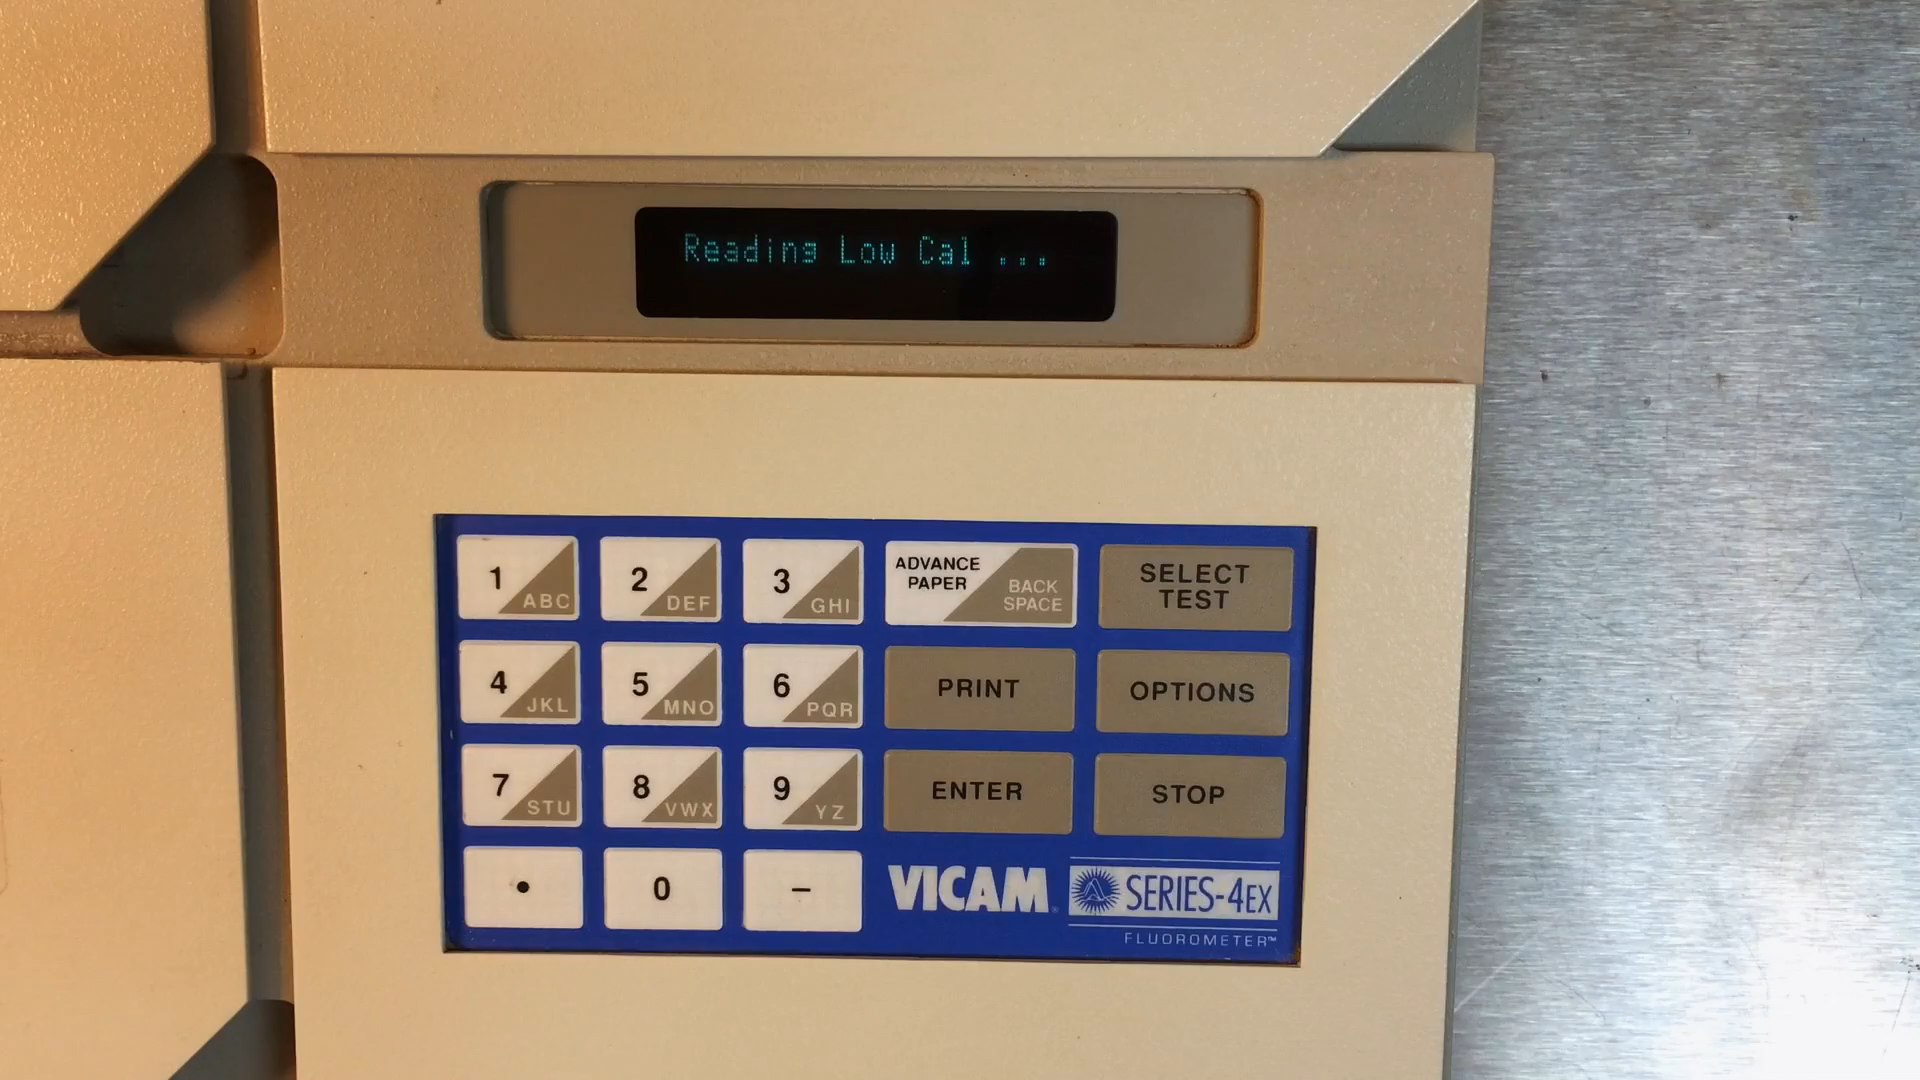 Reading Low Cal ...
1 ABC
2 DEF
3 GHI
ADVANCE
PAPER
BACK
SPACE
SELECT
TEST
4 JKL
5 MNO
6 PQR
PRINT
OPTIONS
7 STU
8 VWX
9 YZ
ENTER
STOP
•
0
–
VICAM®
SERIES-4EX
FLUOROMETER™